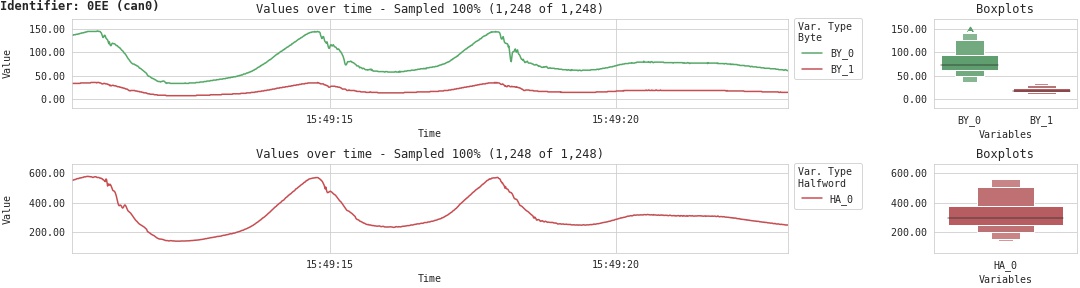 Identifier: 0EE (can0)
Values over time - Sampled 100% (1,248 of 1,248)
Value
150.00
100.00
50.00
0.00
15:49:15
15:49:20
Time
Var. Type
Byte
BY_0
BY_1
Boxplots
150.00
100.00
50.00
0.00
BY_0
BY_1
Variables
Values over time - Sampled 100% (1,248 of 1,248)
Value
600.00
400.00
200.00
15:49:15
15:49:20
Time
Var. Type
Halfword
HA_0
Boxplots
600.00
400.00
200.00
HA_0
Variables